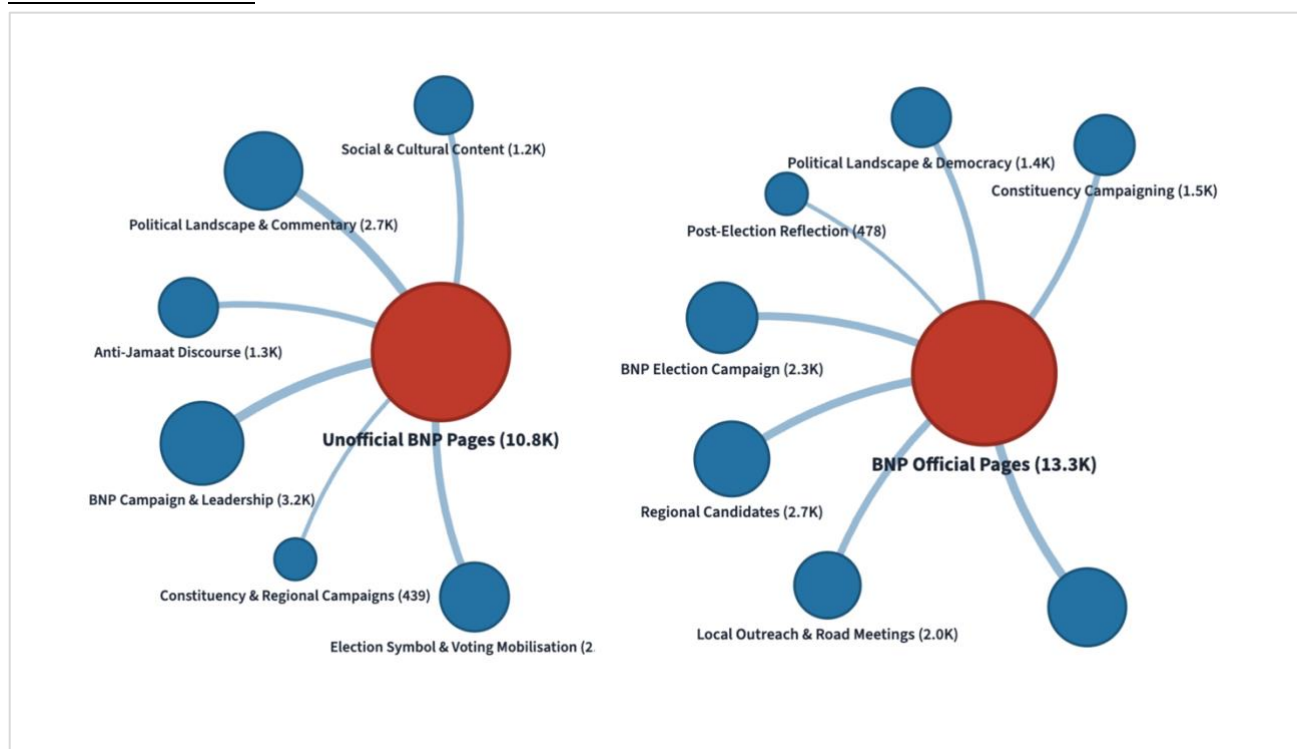 Social & Cultural Content (1.2K)
Political Landscape & Commentary (2.7K)
Anti-Jamaat Discourse (1.3K)
Unofficial BNP Pages (10.8K)
BNP Campaign & Leadership (3.2K)
Constituency & Regional Campaigns (439)
Election Symbol & Voting Mobilisation (2.
Political Landscape & Democracy (1.4K)
Constituency Campaigning (1.5K)
Post-Election Reflection (478)
BNP Election Campaign (2.3K)
BNP Official Pages (13.3K)
Regional Candidates (2.7K)
Local Outreach & Road Meetings (2.0K)